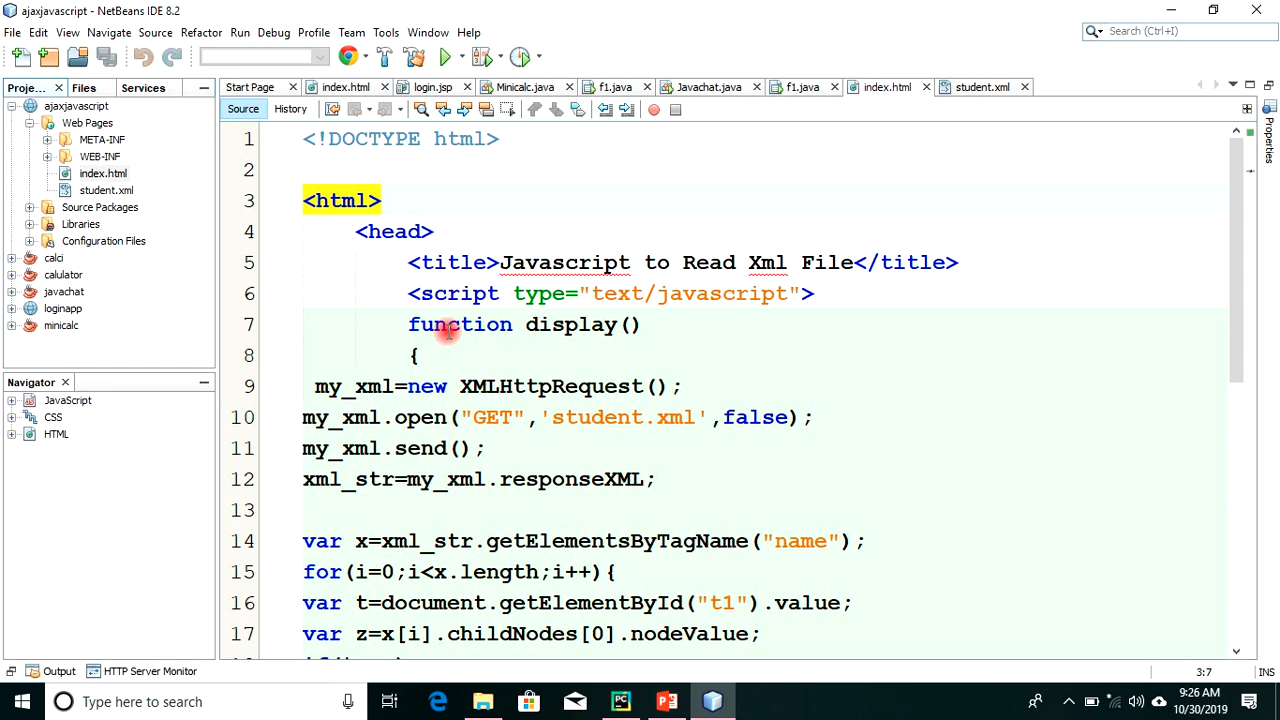 ajaxjavascript - NetBeans IDE 8.2
File Edit View Navigate Source Refactor Run Debug Profile Team Tools Window Help
Search (Ctrl+I)
Proje... Files Services
Start Page index.html login.jsp Minicalc.java f1.java Javachat.java f1.java index.html student.xml
Source History
ajaxjavascript
Web Pages
META-INF
WEB-INF
index.html
student.xml
Source Packages
Libraries
Configuration Files
calci
calulator
javachat
loginapp
minicalc
Navigator
JavaScript
CSS
HTML
Properties
1 <!DOCTYPE html>
2
3 <html>
4 <head>
5 <title>Javascript to Read Xml File</title>
6 <script type="text/javascript">
7 function display()
8 {
9 my_xml=new XMLHttpRequest();
10 my_xml.open("GET",'student.xml',false);
11 my_xml.send();
12 xml_str=my_xml.responseXML;
13
14 var x=xml_str.getElementsByTagName("name");
15 for(i=0;i<x.length;i++){
16 var t=document.getElementById("t1").value;
17 var z=x[i].childNodes[0].nodeValue;
Output HTTP Server Monitor
3:7 INS
Type here to search
9:26 AM
10/30/2019